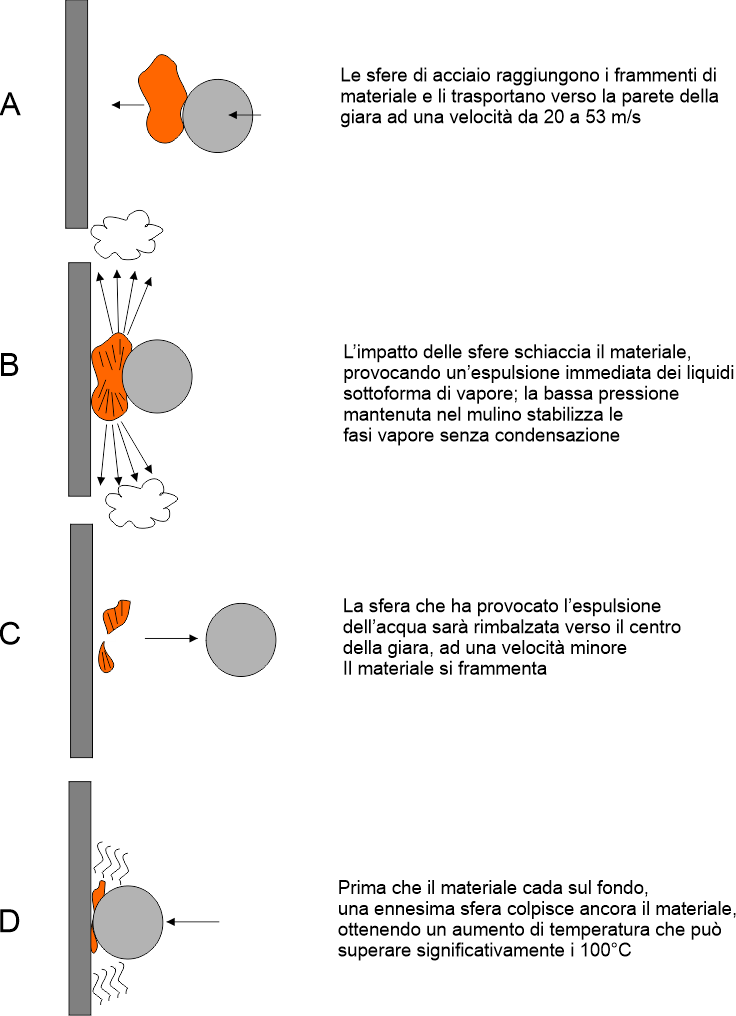 A
Le sfere di acciaio raggiungono i frammenti di
materiale e li trasportano verso la parete della
giara ad una velocità da 20 a 53 m/s
B
L'impatto delle sfere schiaccia il materiale,
provocando un'espulsione immediata dei liquidi
sottoforma di vapore; la bassa pressione
mantenuta nel mulino stabilizza le
fasi vapore senza condensazione
C
La sfera che ha provocato l'espulsione
dell'acqua sarà rimbalzata verso il centro
della giara, ad una velocità minore
Il materiale si frammenta
D
Prima che il materiale cada sul fondo,
una ennesima sfera colpisce ancora il materiale,
ottenendo un aumento di temperatura che può
superare significativamente i 100°C